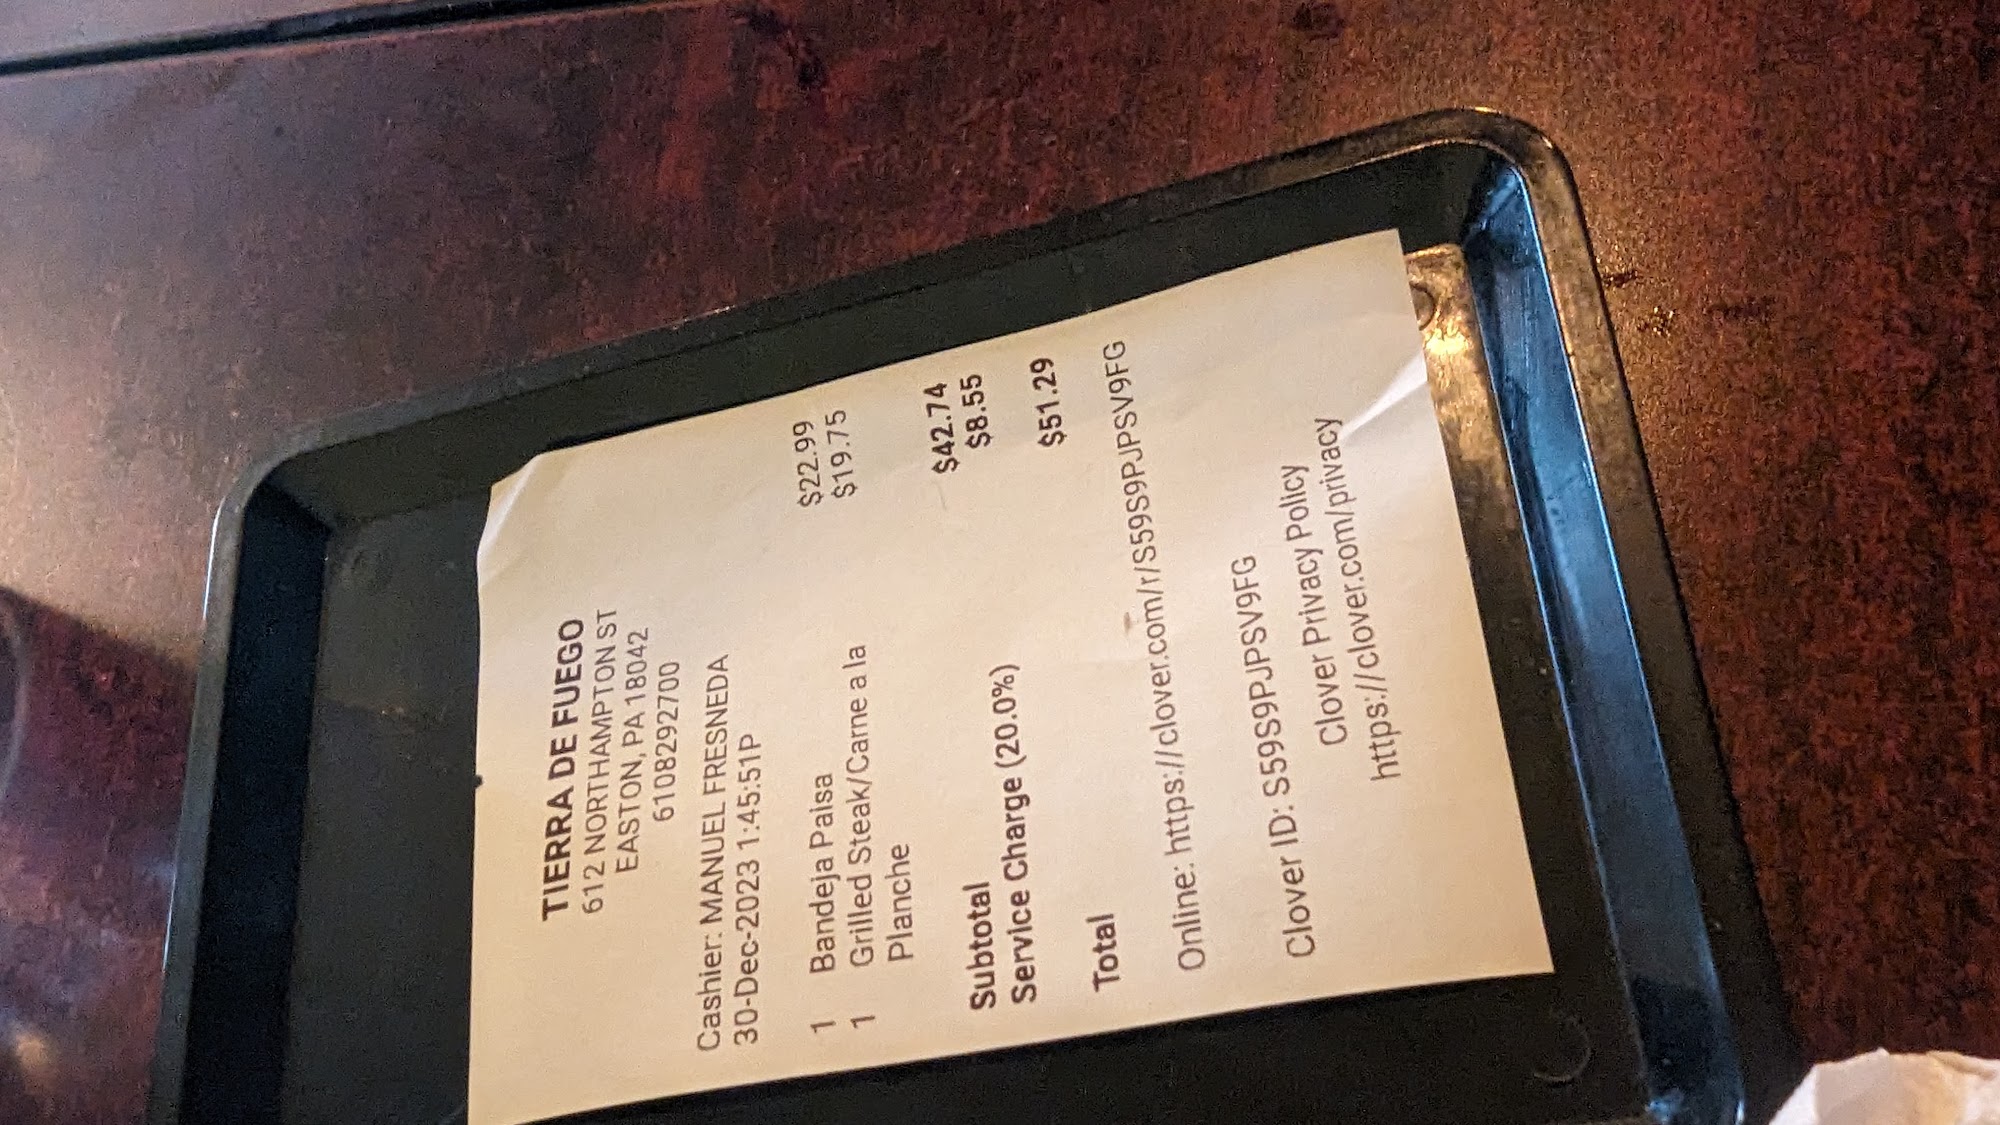 TIERRA DE FUEGO
612 NORTHAMPTON ST
EASTON, PA 18042
6108292700
Cashier: MANUEL FRESNEDA
30-Dec-2023 1:45:51P
1 Bandeja Paisa $22.99
1 Grilled Steak/Carne a la $19.75
Planche
Subtotal $42.74
Service Charge (20.0%) $8.55
Total $51.29
Online: https://clover.com/r/S59S9PJPSV9FG
Clover ID: S59S9PJPSV9FG
Clover Privacy Policy
https://clover.com/privacy